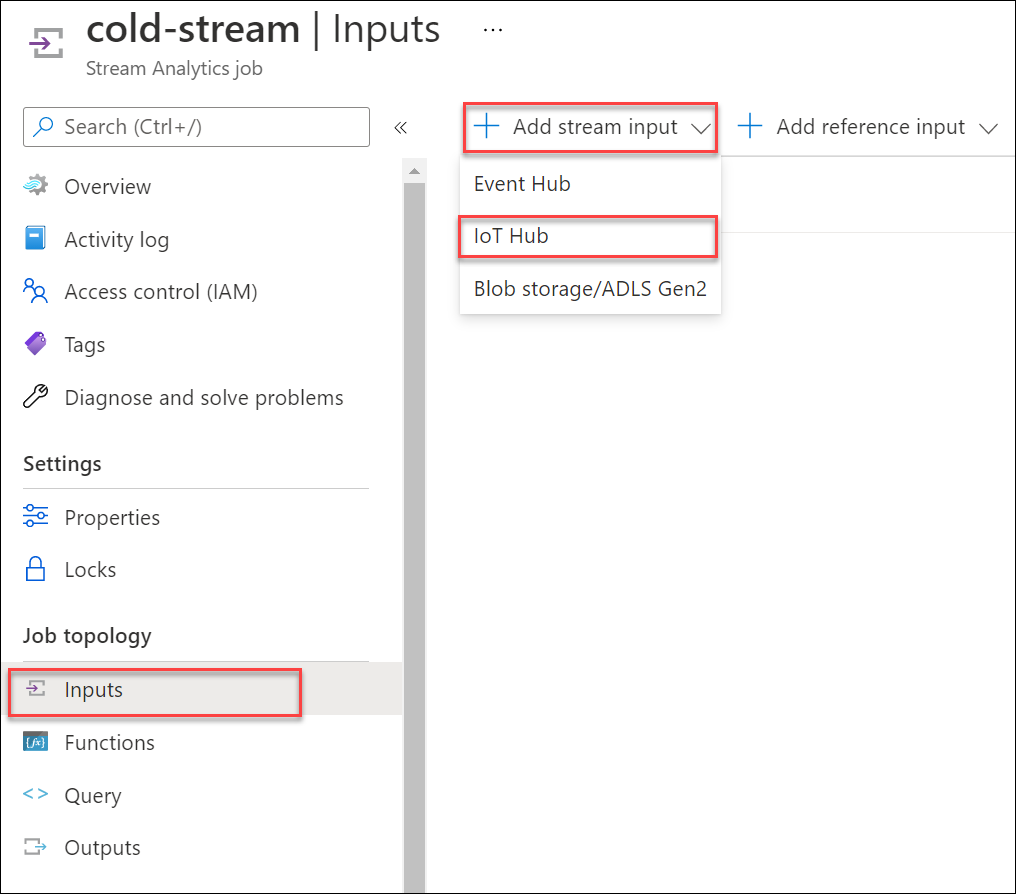 cold-stream | Inputs ...
Stream Analytics job
Search (Ctrl+/)
«
Overview
Activity log
Access control (IAM)
Tags
Diagnose and solve problems
Settings
Properties
Locks
Job topology
Inputs
{fx} Functions
<> Query
Outputs
+ Add stream input
+ Add reference input
Event Hub
IoT Hub
Blob storage/ADLS Gen2